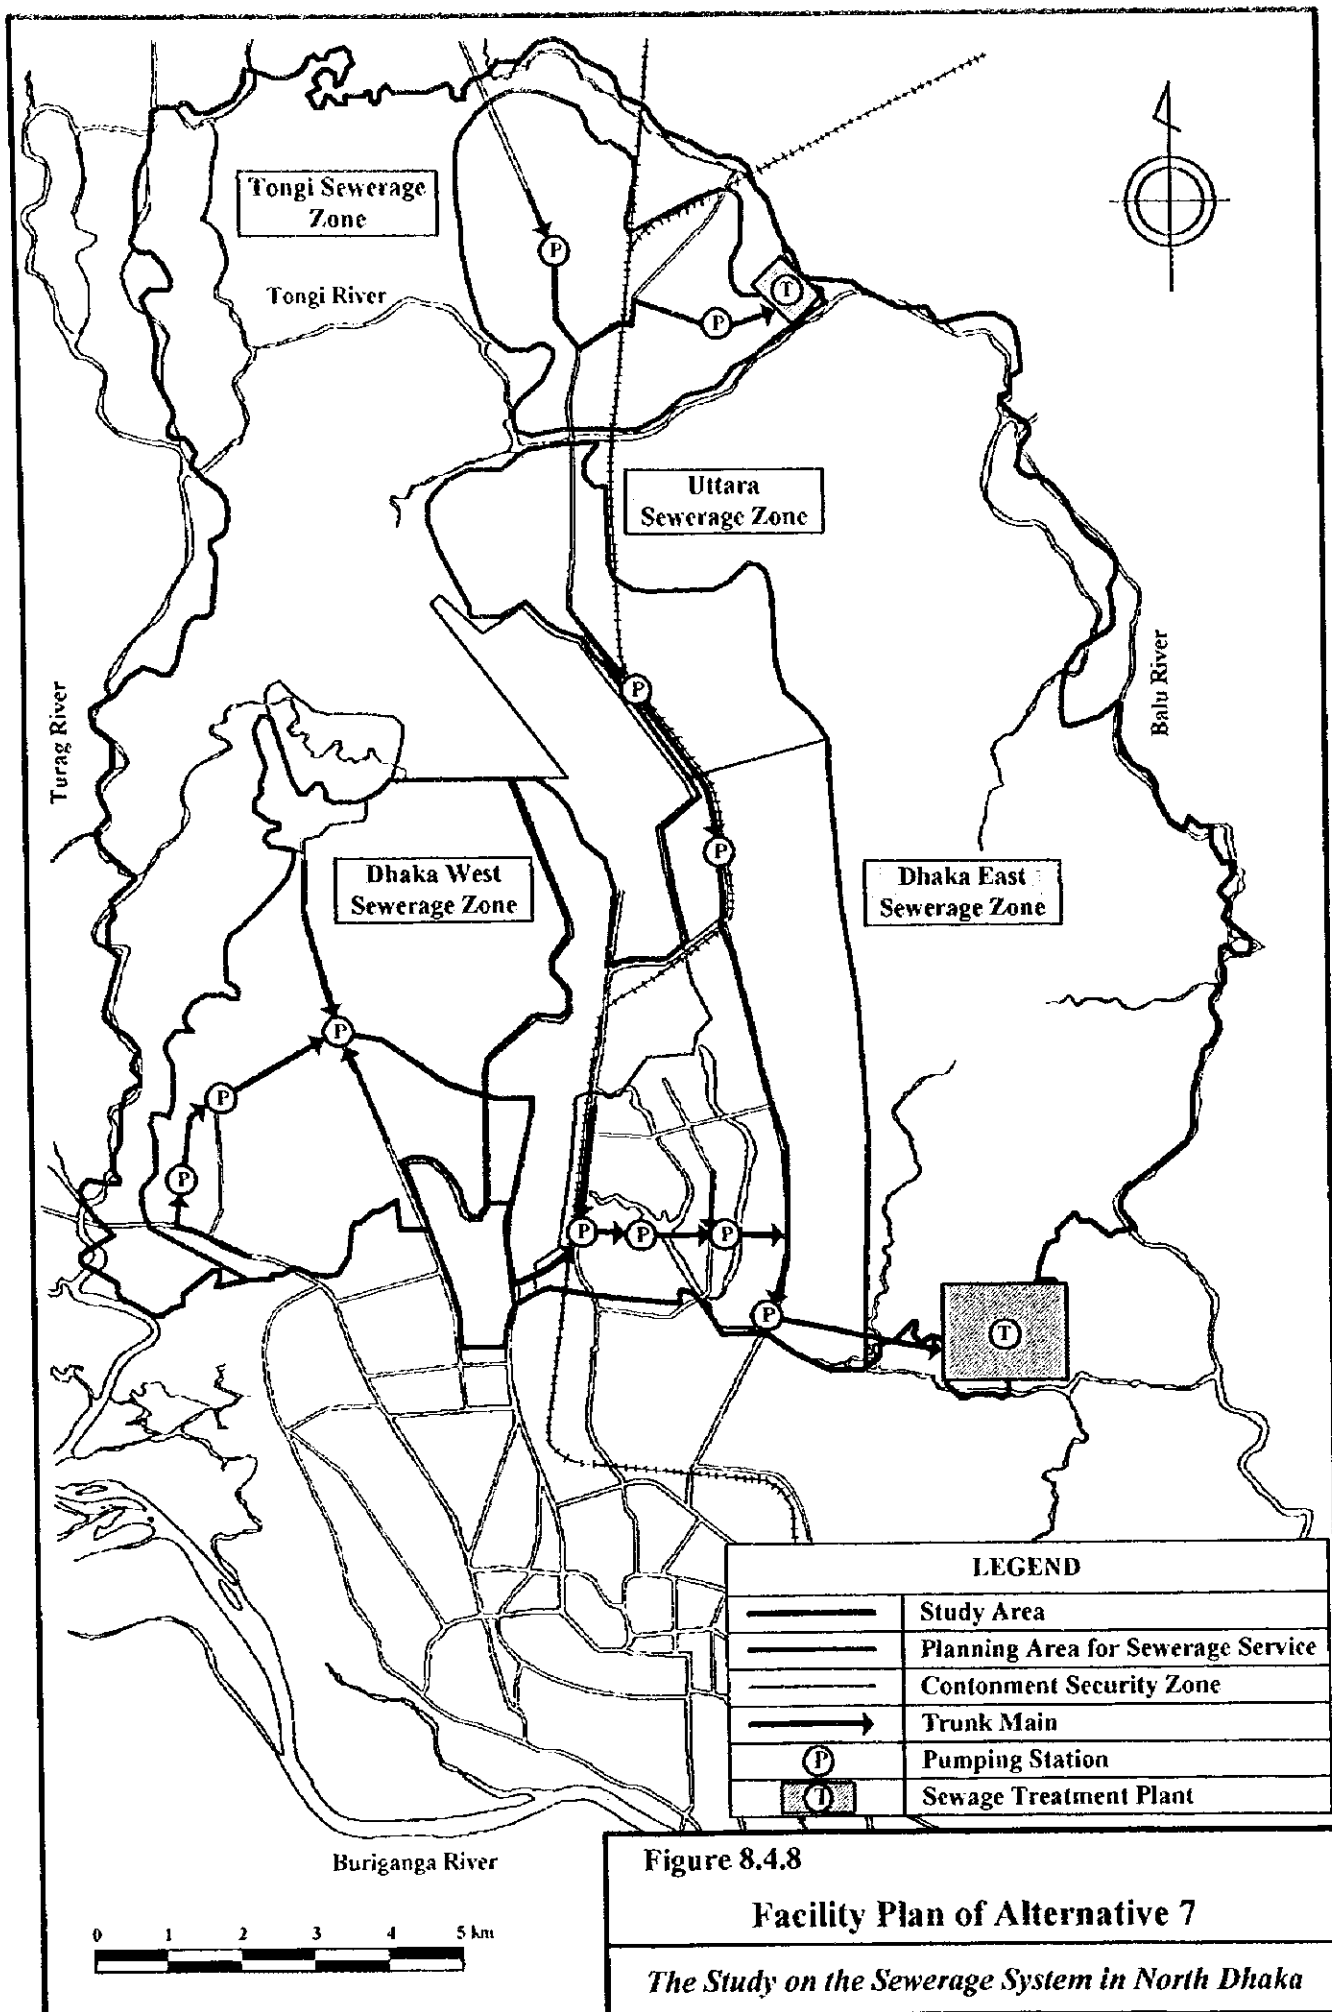 Tongi Sewerage
Zone
P
Tongi River
T
P
Uttara
Sewerage Zone
P
Turag River
Balu River
P
Dhaka West
Sewerage Zone
Dhaka East
Sewerage Zone
P
P
P
P
P
P
P
T
LEGEND
Study Area
Planning Area for Sewerage Service
Contonment Security Zone
Trunk Main
P Pumping Station
T Sewage Treatment Plant
Buriganga River
Figure 8.4.8
Facility Plan of Alternative 7
0 1 2 3 4 5 km
The Study on the Sewerage System in North Dhaka